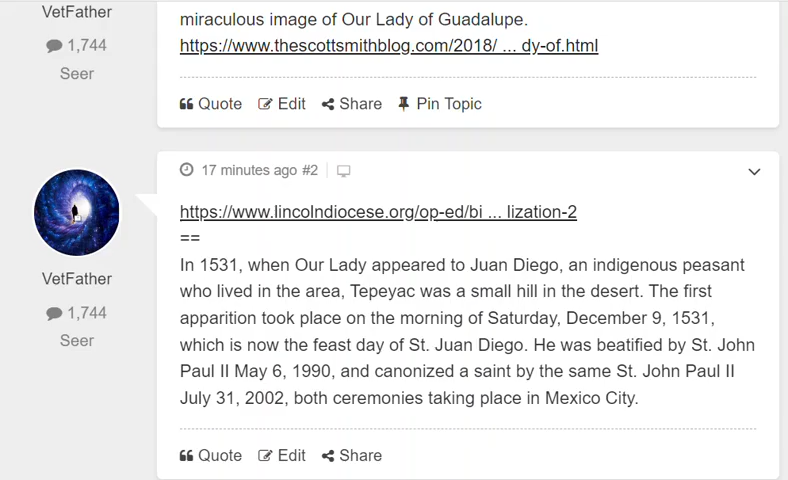 VetFather
1,744
Seer
miraculous image of Our Lady of Guadalupe.
https://www.thescottsmithblog.com/2018/ ... dy-of.html
Quote Edit Share Pin Topic
17 minutes ago #2
VetFather
1,744
Seer
https://www.lincolndiocese.org/op-ed/bi ... lization-2
==
In 1531, when Our Lady appeared to Juan Diego, an indigenous peasant
who lived in the area, Tepeyac was a small hill in the desert. The first
apparition took place on the morning of Saturday, December 9, 1531,
which is now the feast day of St. Juan Diego. He was beatified by St. John
Paul II May 6, 1990, and canonized a saint by the same St. John Paul II
July 31, 2002, both ceremonies taking place in Mexico City.
Quote Edit Share